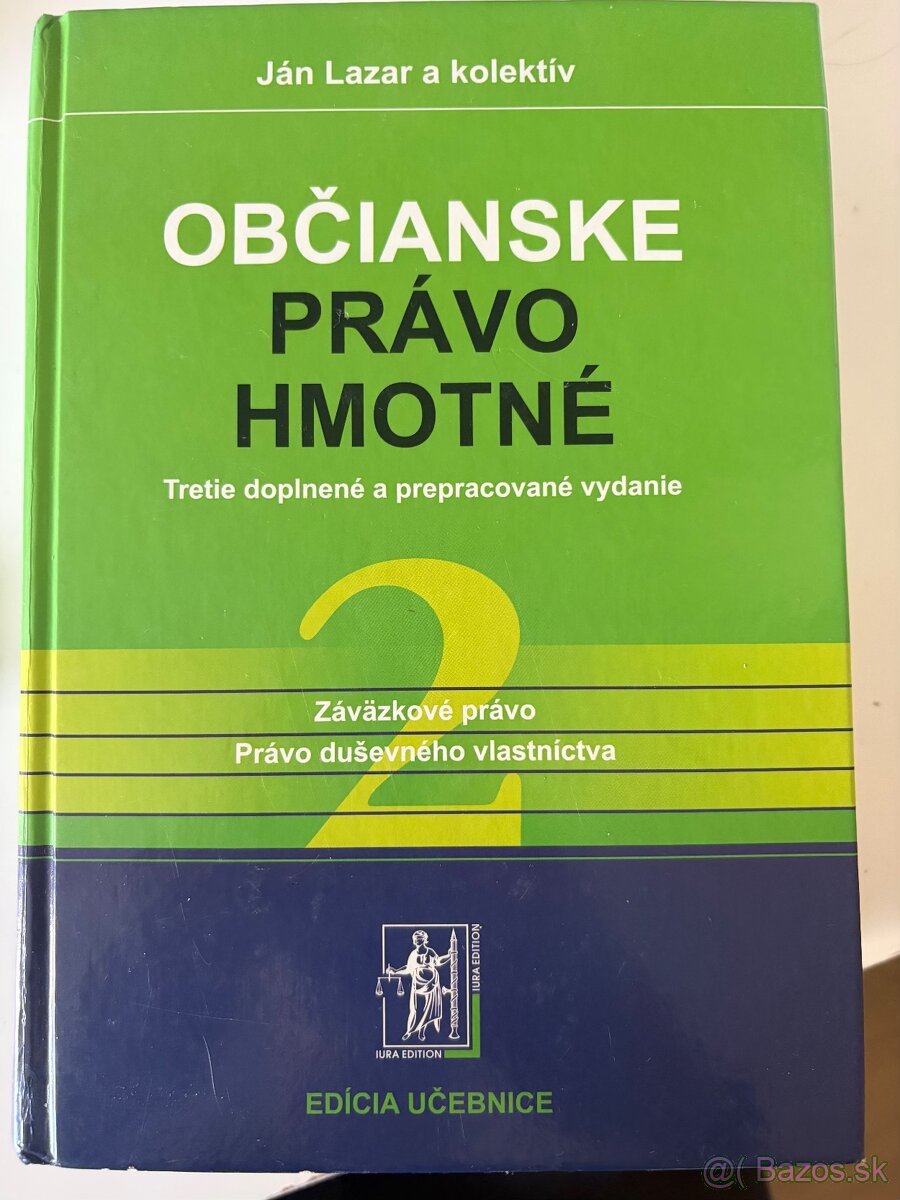 Ján Lazar a kolektív
OBČIANSKE
PRÁVO
HMOTNÉ
Tretie doplnené a prepracované vydanie
2
Záväzkové právo
Právo duševného vlastníctva
IURA EDITION
IURA EDITION
EDÍCIA UČEBNICE
@( Bazos.sk